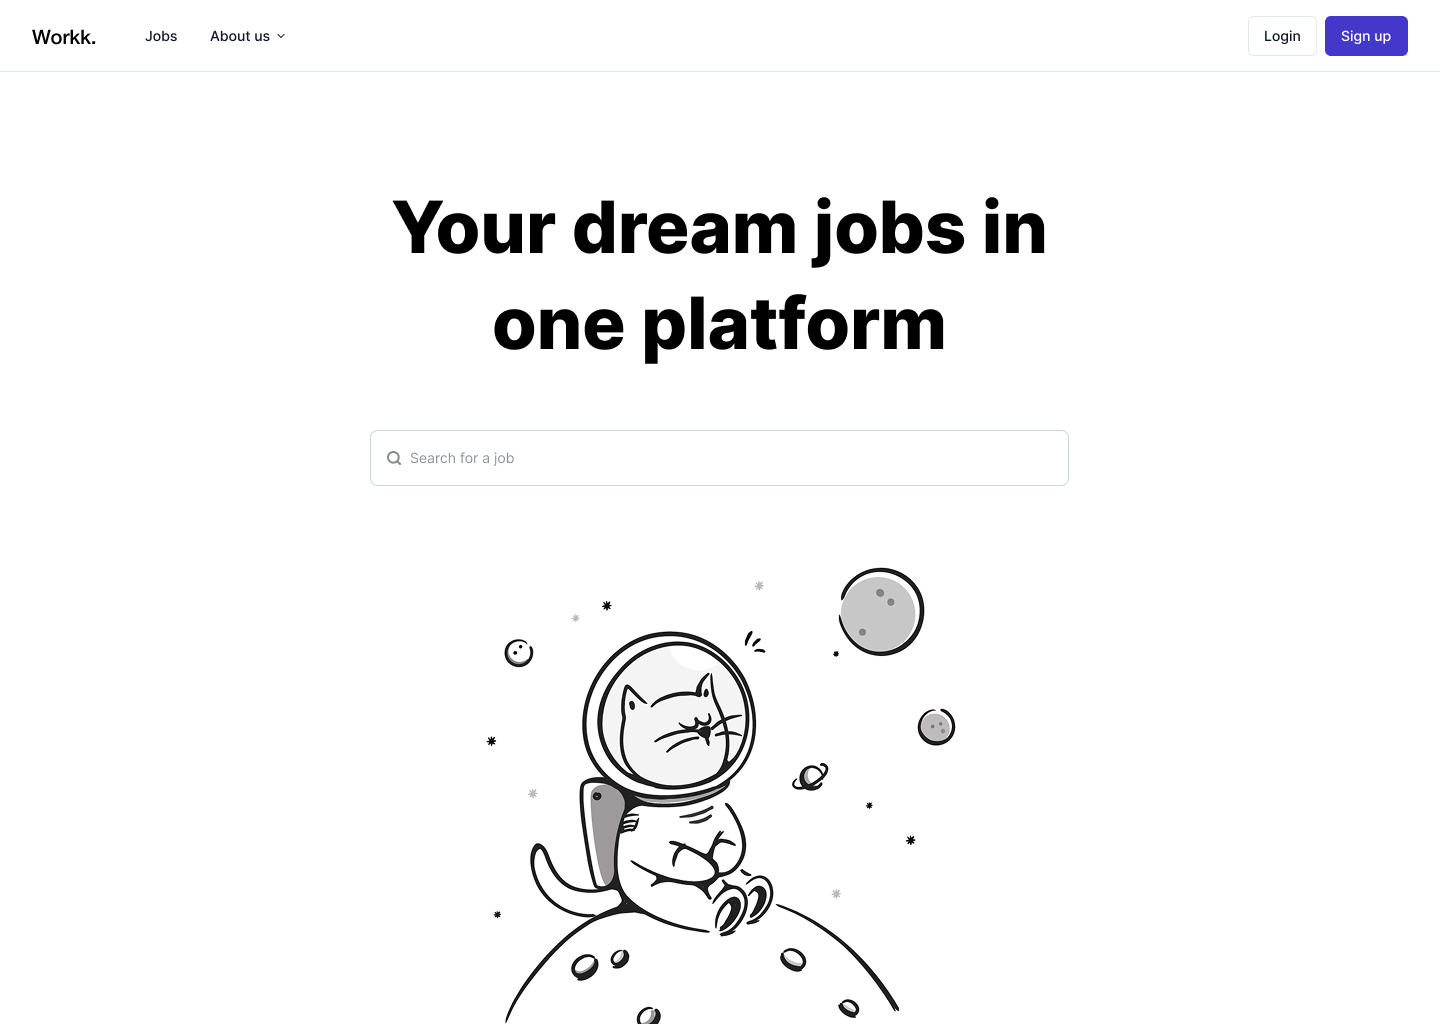 Workk.
Jobs
About us
Login
Sign up
Your dream jobs in
one platform
Search for a job